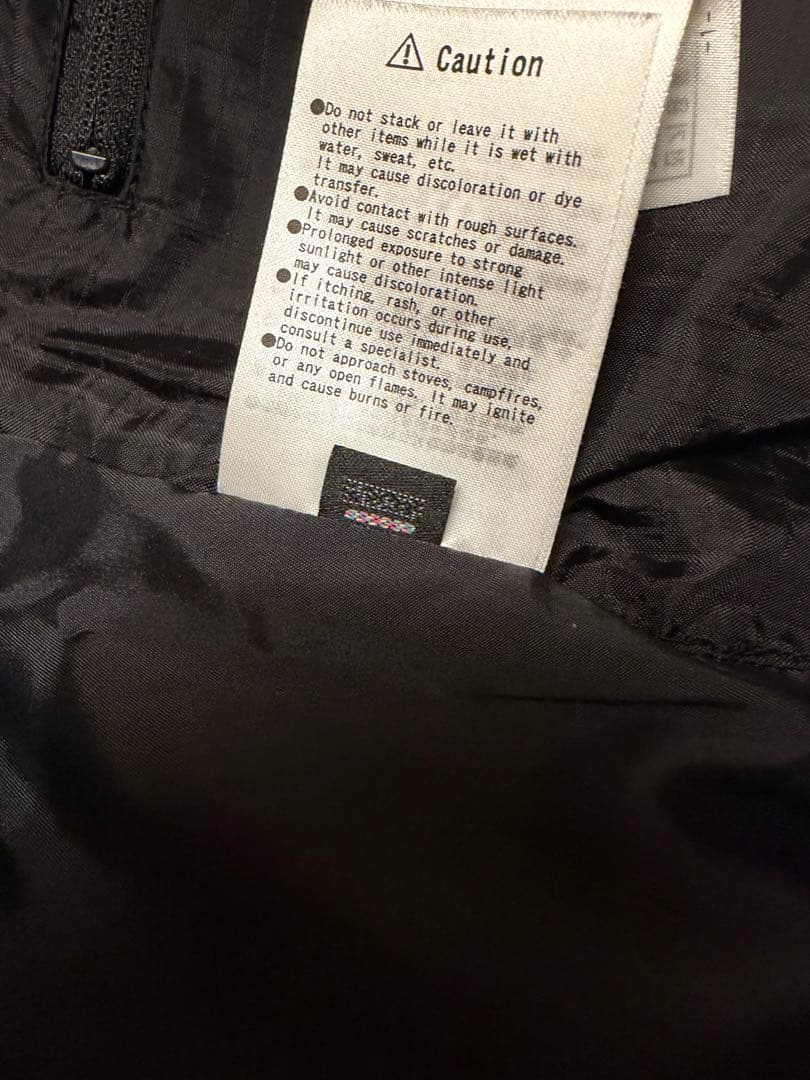 Caution
●Do not stack or leave it with
other items while it is wet with
water, sweat, etc.
It may cause discoloration or dye
transfer.
●Avoid contact with rough surfaces.
It may cause scratches or damage.
●Prolonged exposure to strong
sunlight or other intense light
may cause discoloration.
●If itching, rash, or other
irritation occurs during use,
discontinue use immediately and
consult a specialist.
●Do not approach stoves, campfires,
or any open flames. It may ignite
and cause burns or fire.
-1-